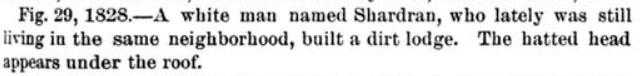 Fig. 29, 1828.—A white man named Shardran, who lately was still
living in the same neighborhood, built a dirt lodge. The hatted head
appears under the roof.